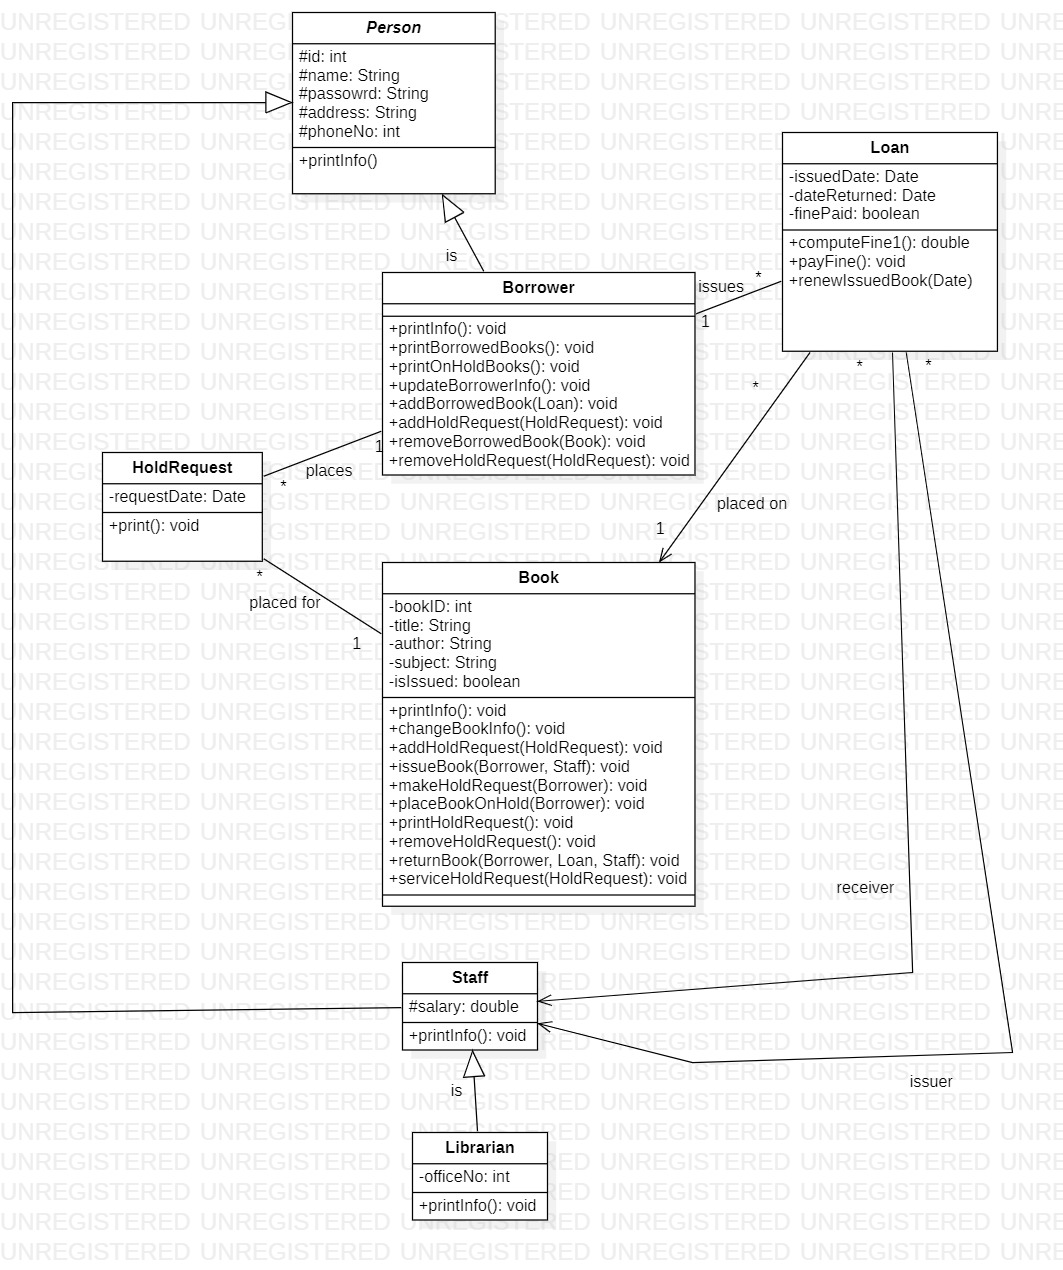 Person
#id: int
#name: String
#passowrd: String
#address: String
#phoneNo: int
+printInfo()
Loan
-issuedDate: Date
-dateReturned: Date
-finePaid: boolean
+computeFine1(): double
+payFine(): void
+renewIssuedBook(Date)
is
issues
*
1
Borrower
+printInfo(): void
+printBorrowedBooks(): void
+printOnHoldBooks(): void
+updateBorrowerInfo(): void
+addBorrowedBook(Loan): void
+addHoldRequest(HoldRequest): void
+removeBorrowedBook(Book): void
+removeHoldRequest(HoldRequest): void
*
*
*
1
places
*
HoldRequest
-requestDate: Date
+print(): void
placed on
1
*
placed for
1
Book
-bookID: int
-title: String
-author: String
-subject: String
-isIssued: boolean
+printInfo(): void
+changeBookInfo(): void
+addHoldRequest(HoldRequest): void
+issueBook(Borrower, Staff): void
+makeHoldRequest(Borrower): void
+placeBookOnHold(Borrower): void
+printHoldRequest(): void
+removeHoldRequest(): void
+returnBook(Borrower, Loan, Staff): void
+serviceHoldRequest(HoldRequest): void
receiver
Staff
#salary: double
+printInfo(): void
issuer
is
Librarian
-officeNo: int
+printInfo(): void
UNREGISTERED